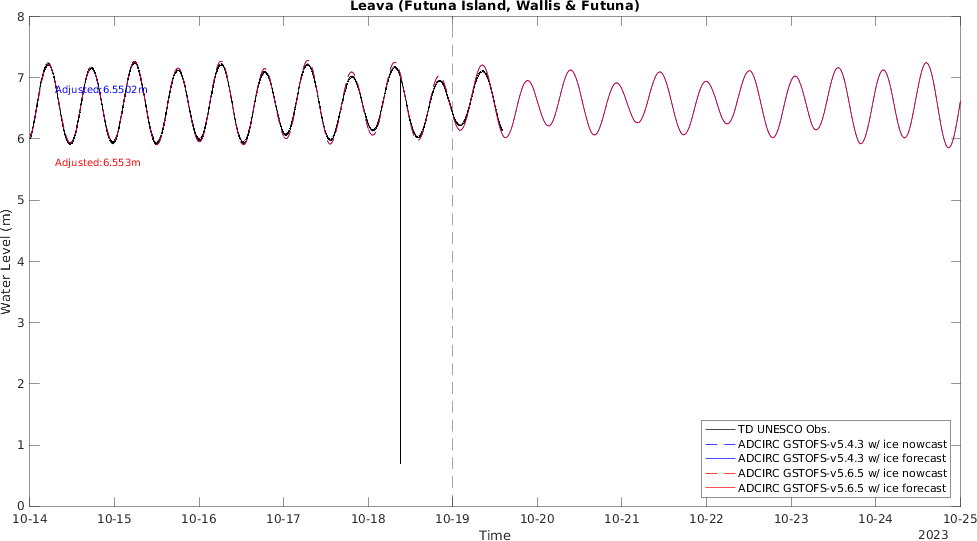 Leava (Futuna Island, Wallis & Futuna)
8
7
6
5
4
3
2
1
0
Water Level (m)
Adjusted:6.5502m
Adjusted:6.553m
TD UNESCO Obs.
ADCIRC GSTOFS-v5.4.3 w/ ice nowcast
ADCIRC GSTOFS-v5.4.3 w/ ice forecast
ADCIRC GSTOFS-v5.6.5 w/ ice nowcast
ADCIRC GSTOFS-v5.6.5 w/ ice forecast
10-14 10-15 10-16 10-17 10-18 10-19 10-20 10-21 10-22 10-23 10-24 10-25
Time
2023